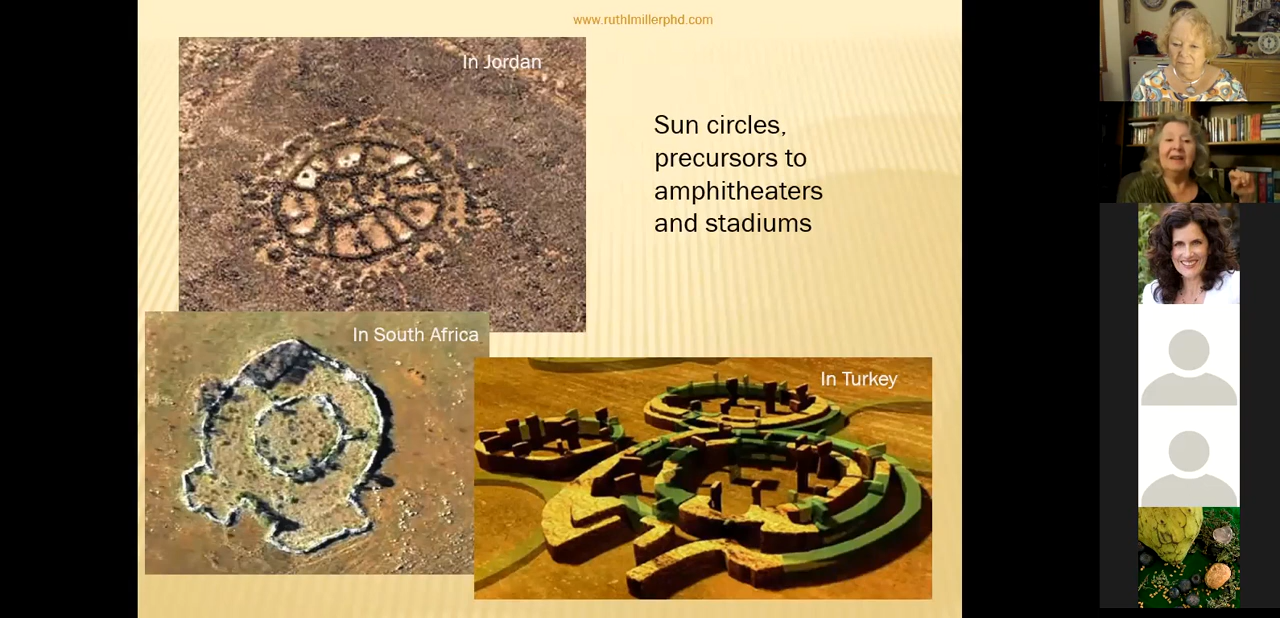 www.ruthlmillerphd.com
In Jordan
Sun circles,
precursors to
amphitheaters
and stadiums
In South Africa
In Turkey